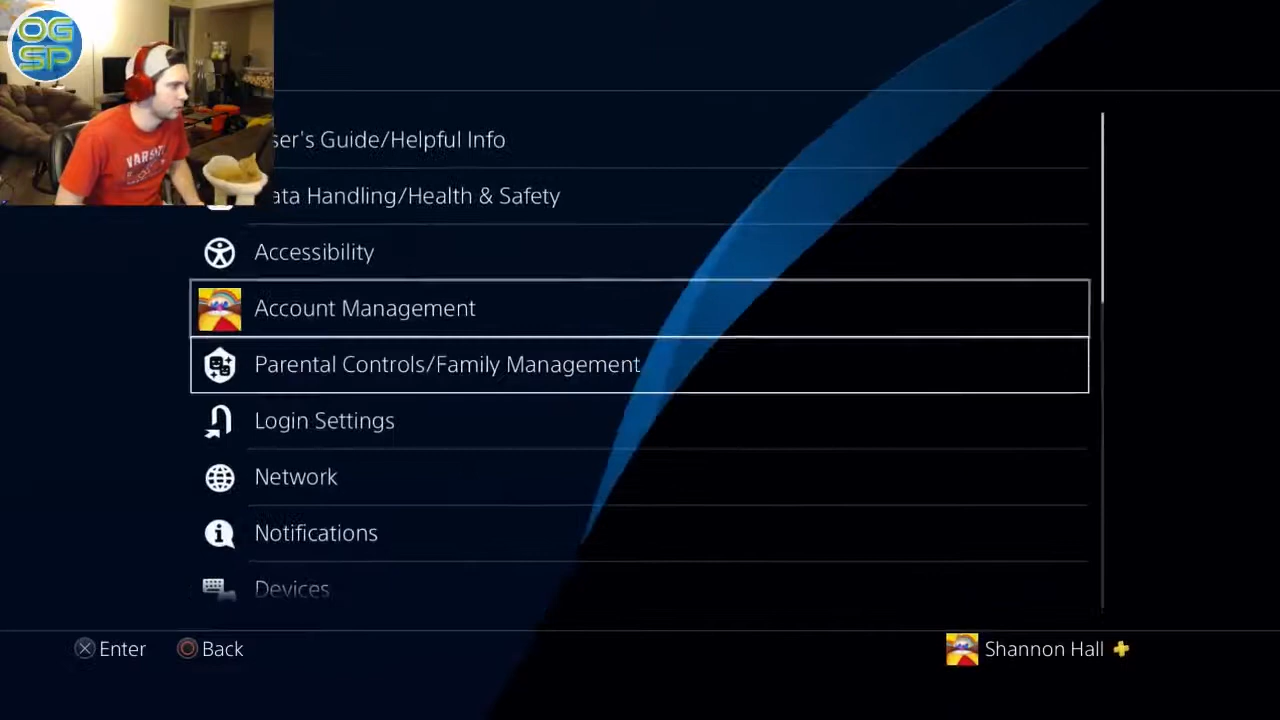 OG
SP
VARSITY
ser's Guide/Helpful Info
ata Handling/Health & Safety
Accessibility
Account Management
Parental Controls/Family Management
Login Settings
Network
Notifications
Devices
Enter
Back
Shannon Hall